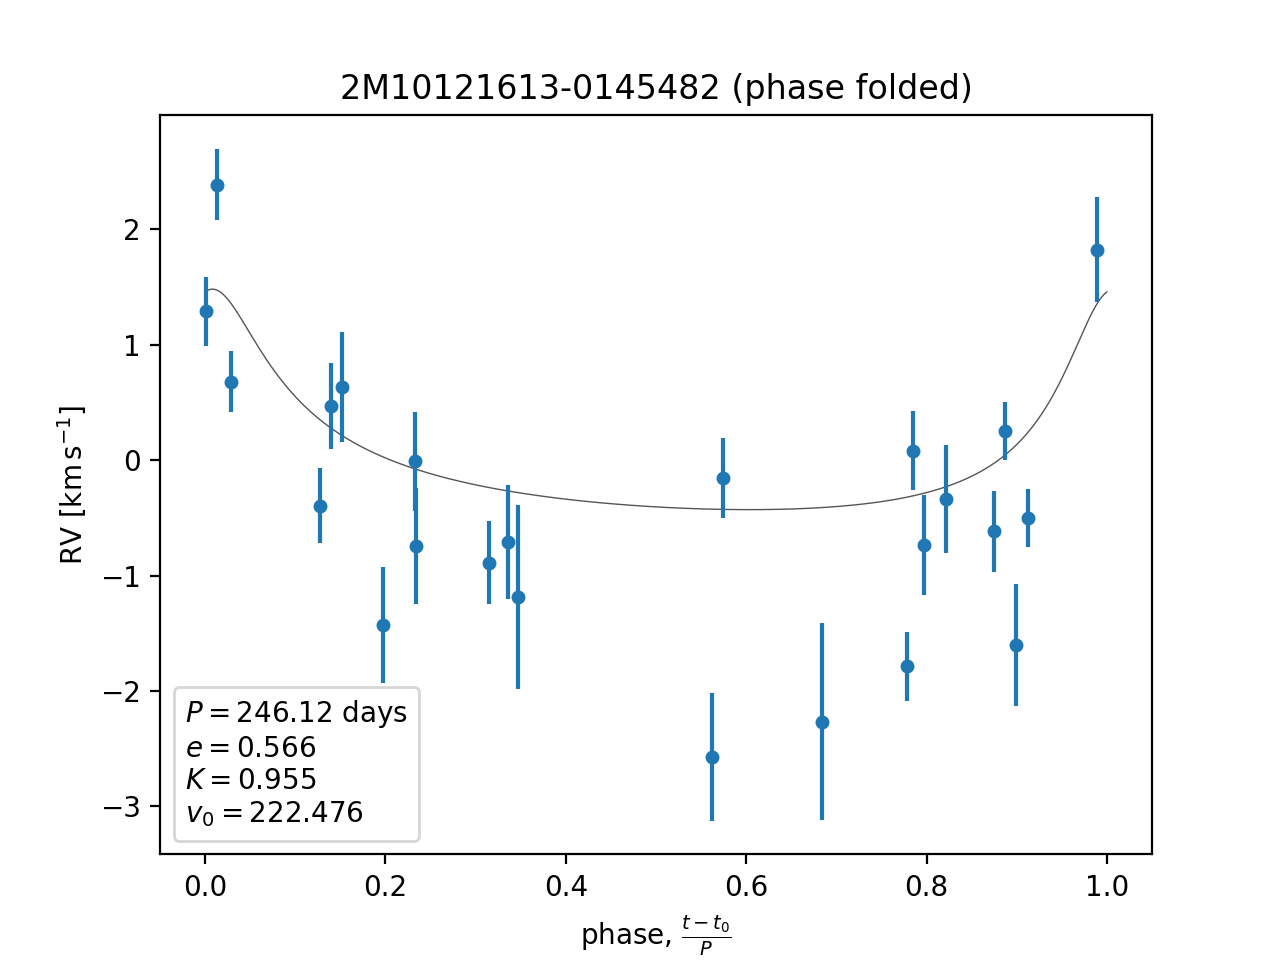 2M10121613-0145482 (phase folded)
RV [km s⁻¹]
2
1
0
−1
−2
−3
P = 246.12 days
e = 0.566
K = 0.955
v₀ = 222.476
0.0 0.2 0.4 0.6 0.8 1.0
phase, (t − t₀)/P